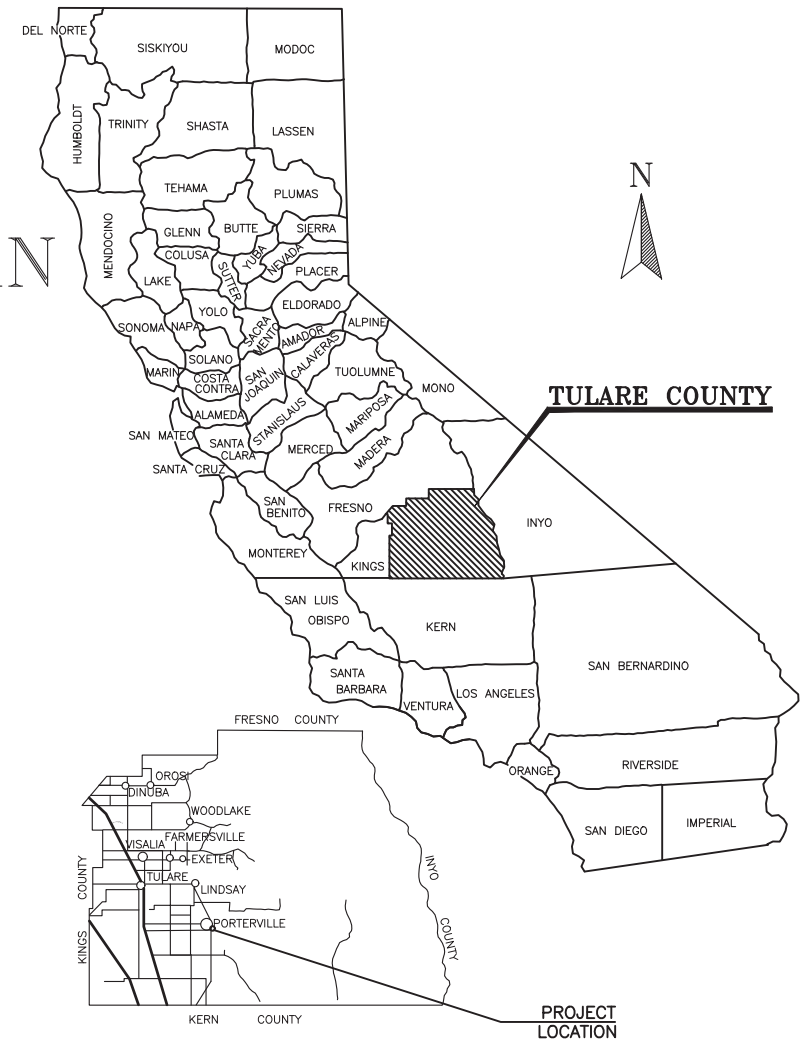 DEL NORTE
SISKIYOU
MODOC
HUMBOLDT
TRINITY
SHASTA
LASSEN
N
TEHAMA
PLUMAS
MENDOCINO
GLENN
BUTTE
SIERRA
COLUSA
YUBA
NEVADA
N
LAKE
SUTTER
PLACER
YOLO
ELDORADO
SONOMA
NAPA
SACRA
MENTO
AMADOR
ALPINE
SOLANO
CALAVERAS
MARIN
COSTA
CONTRA
SAN
JOAQUIN
TUOLUMNE
MONO
TULARE COUNTY
ALAMEDA
STANISLAUS
MARIPOSA
SAN MATEO
SANTA
CLARA
MERCED
MADERA
SANTA CRUZ
SAN
BENITO
FRESNO
INYO
MONTEREY
KINGS
SAN LUIS
OBISPO
KERN
SAN BERNARDINO
SANTA
BARBARA
VENTURA
LOS ANGELES
ORANGE
RIVERSIDE
SAN DIEGO
IMPERIAL
FRESNO COUNTY
OROSI
DINUBA
WOODLAKE
FARMERSVILLE
VISALIA
EXETER
TULARE
LINDSAY
KINGS COUNTY
INYO COUNTY
PORTERVILLE
KERN COUNTY
PROJECT
LOCATION